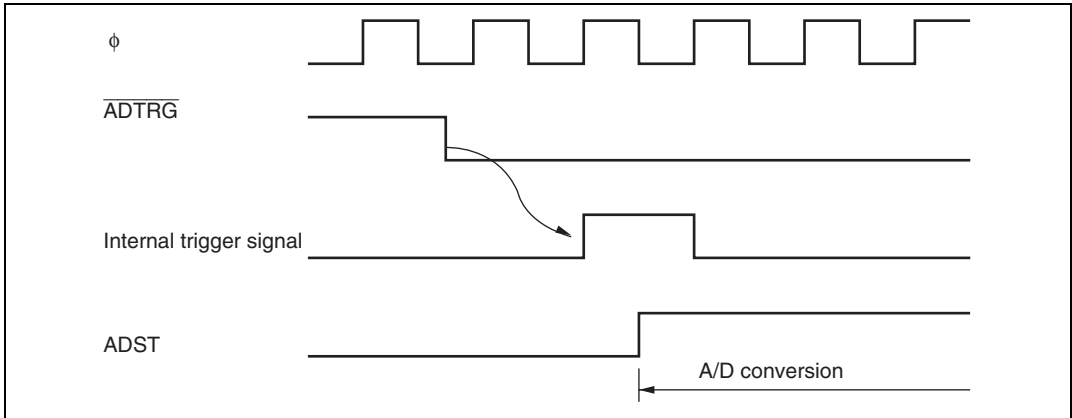 ϕ
ADTRG
Internal trigger signal
ADST
A/D conversion